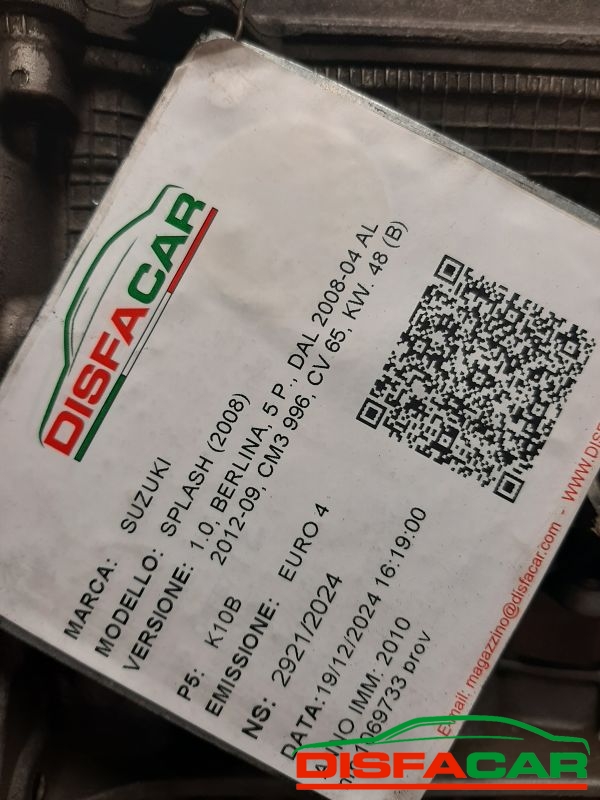 DISFACAR
MARCA: SUZUKI
MODELLO: SPLASH (2008)
VERSIONE: 1.0, BERLINA, 5 P., DAL 2008-04 AL
2012-09, CM3 996, CV 65, KW. 48 (B)
P5: K10B
EMISSIONE: EURO 4
NS: 2921/2024
DATA:19/12/2024 16:19:00
NO IMM: 2010
1069733 prov
E-mail: magazzino@disfacar.com - WWW.DIS
DISFACAR